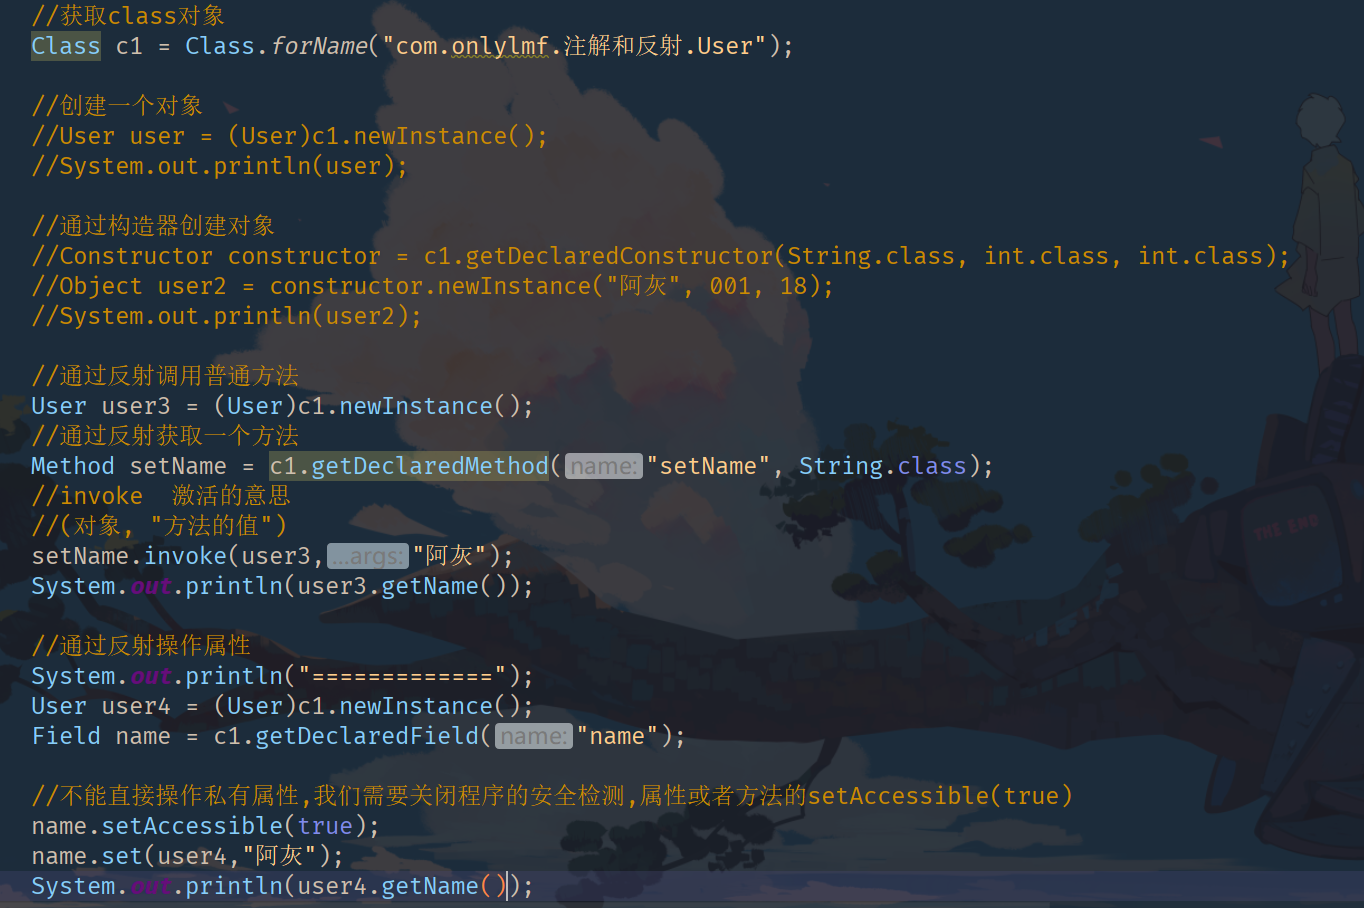 //获取class对象
Class c1 = Class.forName("com.onlylmf.注解和反射.User");
//创建一个对象
//User user = (User)c1.newInstance();
//System.out.println(user);
//通过构造器创建对象
//Constructor constructor = c1.getDeclaredConstructor(String.class, int.class, int.class);
//Object user2 = constructor.newInstance("阿灰", 001, 18);
//System.out.println(user2);
//通过反射调用普通方法
User user3 = (User)c1.newInstance();
//通过反射获取一个方法
Method setName = c1.getDeclaredMethod( name: "setName", String.class);
//invoke  激活的意思
//(对象, "方法的值")
setName.invoke(user3, ...args: "阿灰");
System.out.println(user3.getName());
//通过反射操作属性
System.out.println("=============");
User user4 = (User)c1.newInstance();
Field name = c1.getDeclaredField( name: "name");
//不能直接操作私有属性,我们需要关闭程序的安全检测,属性或者方法的setAccessible(true)
name.setAccessible(true);
name.set(user4,"阿灰");
System.out.println(user4.getName());
THE END